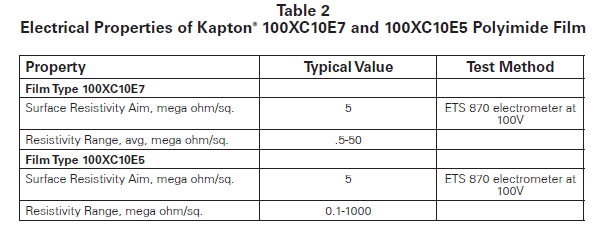 Table 2
Electrical Properties of Kapton® 100XC10E7 and 100XC10E5 Polyimide Film
Property Typical Value Test Method
Film Type 100XC10E7
Surface Resistivity Aim, mega ohm/sq. 5 ETS 870 electrometer at
100V
Resistivity Range, avg, mega ohm/sq. .5-50
Film Type 100XC10E5
Surface Resistivity Aim, mega ohm/sq. 5 ETS 870 electrometer at
100V
Resistivity Range, mega ohm/sq. 0.1-1000